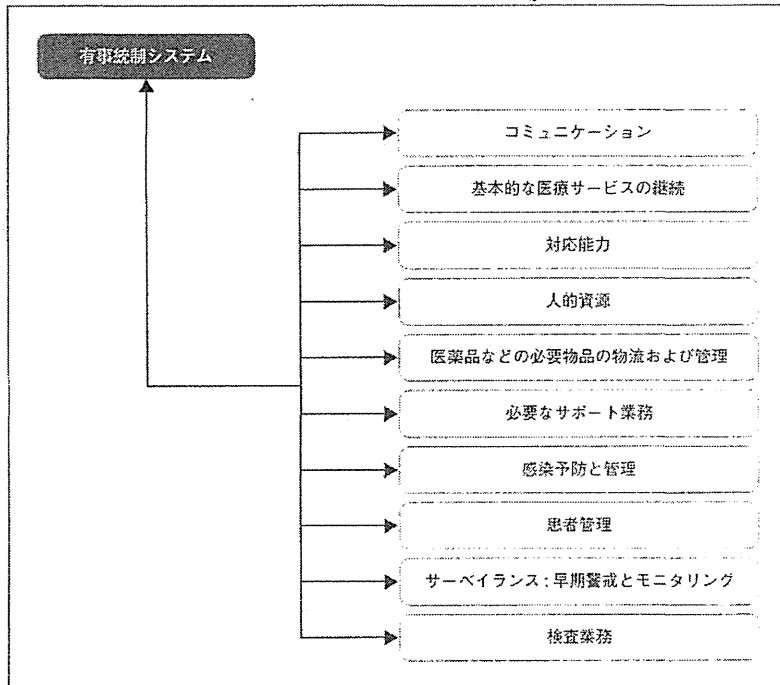 有事統制システム
コミュニケーション
基本的な医療サービスの継続
対応能力
人的資源
医薬品などの必要物品の物流および管理
必要なサポート業務
感染予防と管理
患者管理
サーベイランス:早期警戒とモニタリング
検査業務